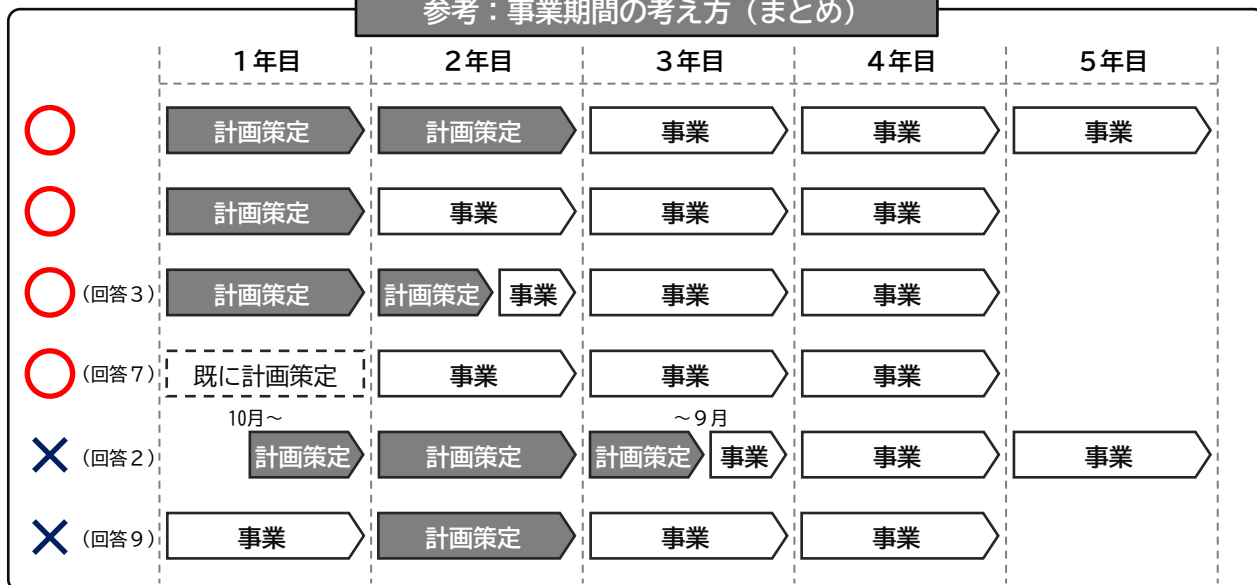 参考：事業期間の考え方（まとめ）
1年目 2年目 3年目 4年目 5年目
計画策定 計画策定 事業 事業 事業
計画策定 事業 事業 事業
（回答３） 計画策定 計画策定 事業 事業 事業
（回答７） 既に計画策定 事業 事業 事業
10月～ ～９月
（回答２） 計画策定 計画策定 計画策定 事業 事業 事業
（回答９） 事業 計画策定 事業 事業